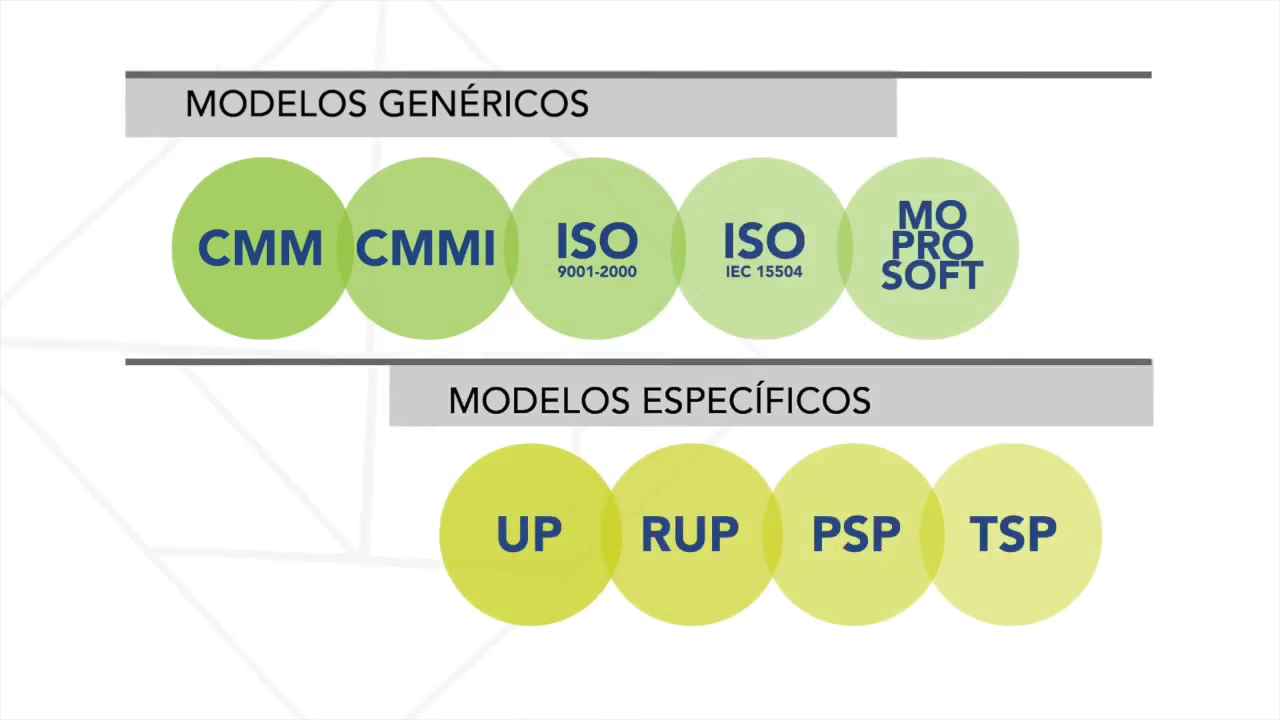 MODELOS GENÉRICOS
CMM
CMMI
ISO
9001-2000
ISO
IEC 15504
MO
PRO
SOFT
MODELOS ESPECÍFICOS
UP
RUP
PSP
TSP